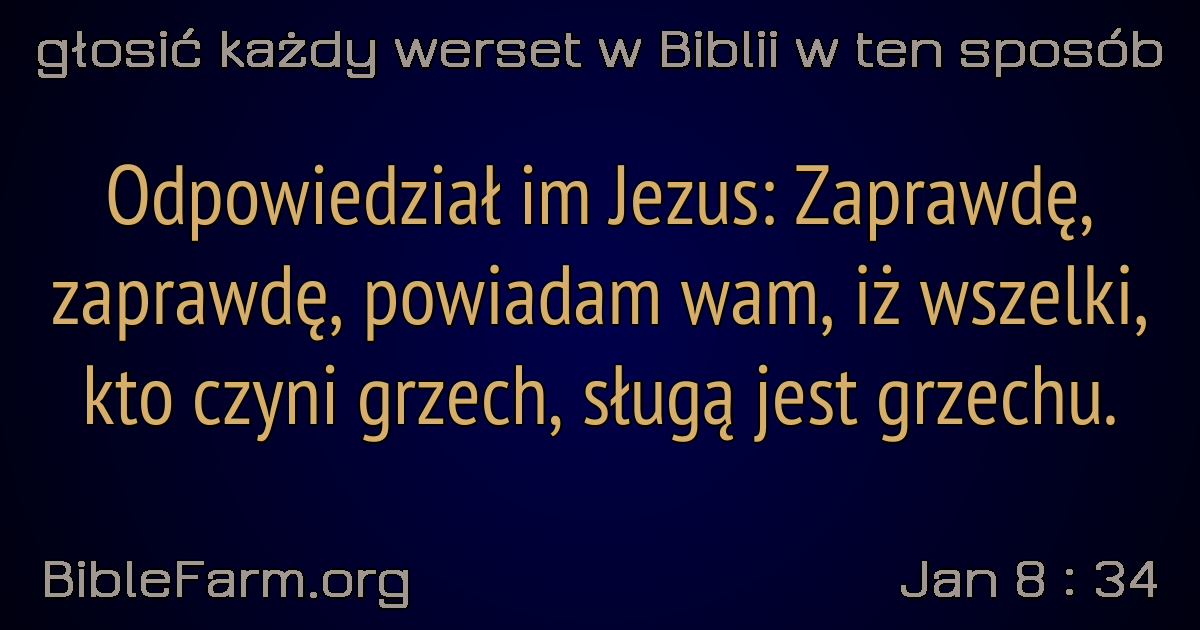 głosić każdy werset w Biblii w ten sposób
Odpowiedział im Jezus: Zaprawdę,
zaprawdę, powiadam wam, iż wszelki,
kto czyni grzech, sługą jest grzechu.
BibleFarm.org
Jan 8 : 34